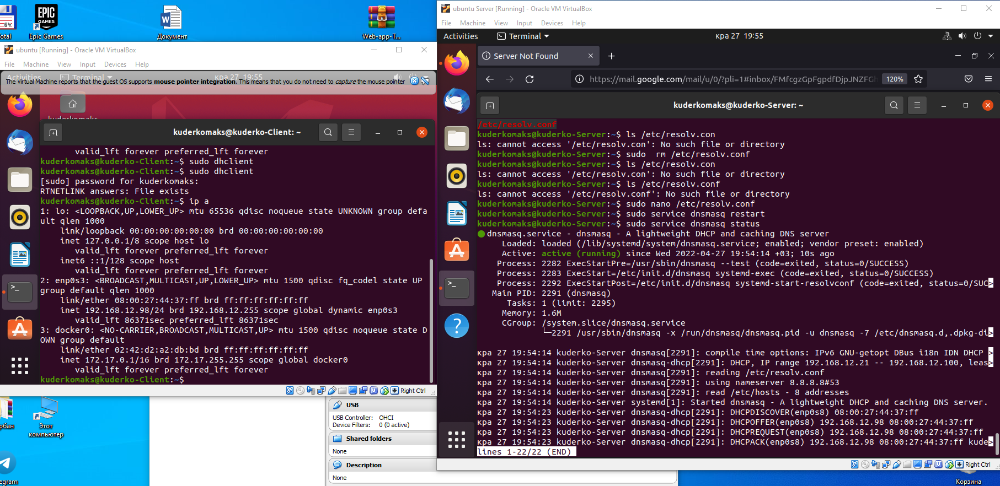 64:
otal
EPIC
GAMES
Epic Games
Документ
Web-app-T...
ubuntu [Running] - Oracle VM VirtualBox
File Machine View Input Devices Help
Activities Terminal кра 27 19:55
The Virtual Machine reports that the guest OS supports mouse pointer integration. This means that you do not need to capture the mouse pointer
kuderkomaks
kuderkomaks@kuderko-Client: ~
valid_lft forever preferred_lft forever
kuderkomaks@kuderko-Client:~$ sudo dhclient
kuderkomaks@kuderko-Client:~$ sudo dhclient
[sudo] password for kuderkomaks:
RTNETLINK answers: File exists
kuderkomaks@kuderko-Client:~$ ip a
1: lo: <LOOPBACK,UP,LOWER_UP> mtu 65536 qdisc noqueue state UNKNOWN group defa
ult qlen 1000
link/loopback 00:00:00:00:00:00 brd 00:00:00:00:00:00
inet 127.0.0.1/8 scope host lo
valid_lft forever preferred_lft forever
inet6 ::1/128 scope host
valid_lft forever preferred_lft forever
2: enp0s3: <BROADCAST,MULTICAST,UP,LOWER_UP> mtu 1500 qdisc fq_codel state UP
group default qlen 1000
link/ether 08:00:27:44:37:ff brd ff:ff:ff:ff:ff:ff
inet 192.168.12.98/24 brd 192.168.12.255 scope global dynamic enp0s3
valid_lft 86371sec preferred_lft 86371sec
3: docker0: <NO-CARRIER,BROADCAST,MULTICAST,UP> mtu 1500 qdisc noqueue state D
OWN group default
link/ether 02:42:d2:a2:db:bd brd ff:ff:ff:ff:ff:ff
inet 172.17.0.1/16 brd 172.17.255.255 scope global docker0
valid_lft forever preferred_lft forever
kuderkomaks@kuderko-Client:~$
Right Ctrl
USB
USB Controller: OHCI
Device Filters: 0 (0 active)
Shared folders
None
Description
None
рбан
Этот
компьютер
egram
ubuntu Server [Running] - Oracle VM VirtualBox
File Machine View Input Devices Help
Activities Terminal кра 27 19:55
Server Not Found
https://mail.google.com/mail/u/0/?pli=1#inbox/FMfcgzGpFgpdfDjpJNZFGh 120%
kuderkomaks@kuderko-Server: ~
/etc/resolv.conf
kuderkomaks@kuderko-Server:~$ ls /etc/resolv.con
ls: cannot access '/etc/resolv.con': No such file or directory
kuderkomaks@kuderko-Server:~$ sudo  rm /etc/resolv.conf
kuderkomaks@kuderko-Server:~$ ls /etc/resolv.con
ls: cannot access '/etc/resolv.con': No such file or directory
kuderkomaks@kuderko-Server:~$ ls /etc/resolv.conf
ls: cannot access '/etc/resolv.conf': No such file or directory
kuderkomaks@kuderko-Server:~$ sudo nano /etc/resolv.conf
kuderkomaks@kuderko-Server:~$ sudo service dnsmasq restart
kuderkomaks@kuderko-Server:~$ sudo service dnsmasq status
dnsmasq.service - dnsmasq - A lightweight DHCP and caching DNS server
Loaded: loaded (/lib/systemd/system/dnsmasq.service; enabled; vendor preset: enabled)
Active: active (running) since Wed 2022-04-27 19:54:14 +03; 10s ago
Process: 2282 ExecStartPre=/usr/sbin/dnsmasq --test (code=exited, status=0/SUCCESS)
Process: 2283 ExecStart=/etc/init.d/dnsmasq systemd-exec (code=exited, status=0/SUCCESS)
Process: 2292 ExecStartPost=/etc/init.d/dnsmasq systemd-start-resolvconf (code=exited, status=0/SUC>
Main PID: 2291 (dnsmasq)
Tasks: 1 (limit: 2295)
Memory: 1.6M
CGroup: /system.slice/dnsmasq.service
└─2291 /usr/sbin/dnsmasq -x /run/dnsmasq/dnsmasq.pid -u dnsmasq -7 /etc/dnsmasq.d,.dpkg-di>
кра 27 19:54:14 kuderko-Server dnsmasq[2291]: compile time options: IPv6 GNU-getopt DBus i18n IDN DHCP >
кра 27 19:54:14 kuderko-Server dnsmasq-dhcp[2291]: DHCP, IP range 192.168.12.21 -- 192.168.12.100, leas>
кра 27 19:54:14 kuderko-Server dnsmasq[2291]: reading /etc/resolv.conf
кра 27 19:54:14 kuderko-Server dnsmasq[2291]: using nameserver 8.8.8.8#53
кра 27 19:54:14 kuderko-Server dnsmasq[2291]: read /etc/hosts - 8 addresses
кра 27 19:54:14 kuderko-Server systemd[1]: Started dnsmasq - A lightweight DHCP and caching DNS server.
кра 27 19:54:23 kuderko-Server dnsmasq-dhcp[2291]: DHCPDISCOVER(enp0s8) 08:00:27:44:37:ff
кра 27 19:54:23 kuderko-Server dnsmasq-dhcp[2291]: DHCPOFFER(enp0s8) 192.168.12.98 08:00:27:44:37:ff
кра 27 19:54:23 kuderko-Server dnsmasq-dhcp[2291]: DHCPREQUEST(enp0s8) 192.168.12.98 08:00:27:44:37:ff
кра 27 19:54:23 kuderko-Server dnsmasq-dhcp[2291]: DHCPACK(enp0s8) 192.168.12.98 08:00:27:44:37:ff kude>
lines 1-22/22 (END)
Right Ctrl
Корзина